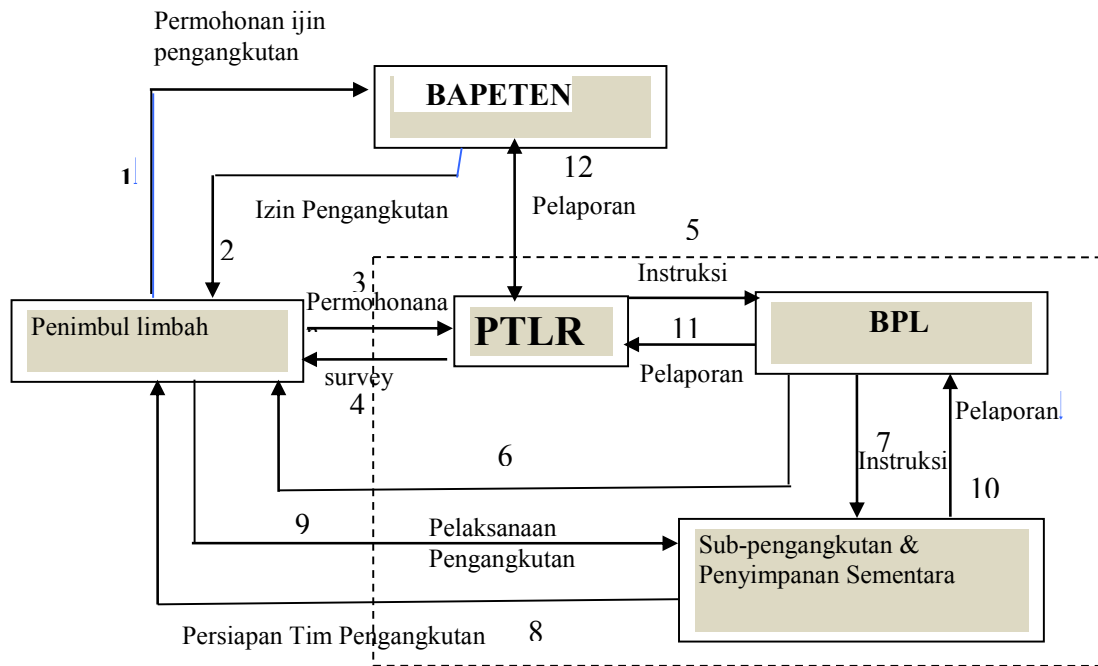 Permohonan ijin
pengangkutan
BAPETEN
1
12
Izin Pengangkutan
Pelaporan
2
5
3
Instruksi
Permohonana
Penimbul limbah
PTLR
BPL
11
survey
Pelaporan
4
Pelaporan.
6
7
Instruksi
10
9
Pelaksanaan
Pengangkutan
Sub-pengangkutan &
Penyimpanan Sementara
Persiapan Tim Pengangkutan
8